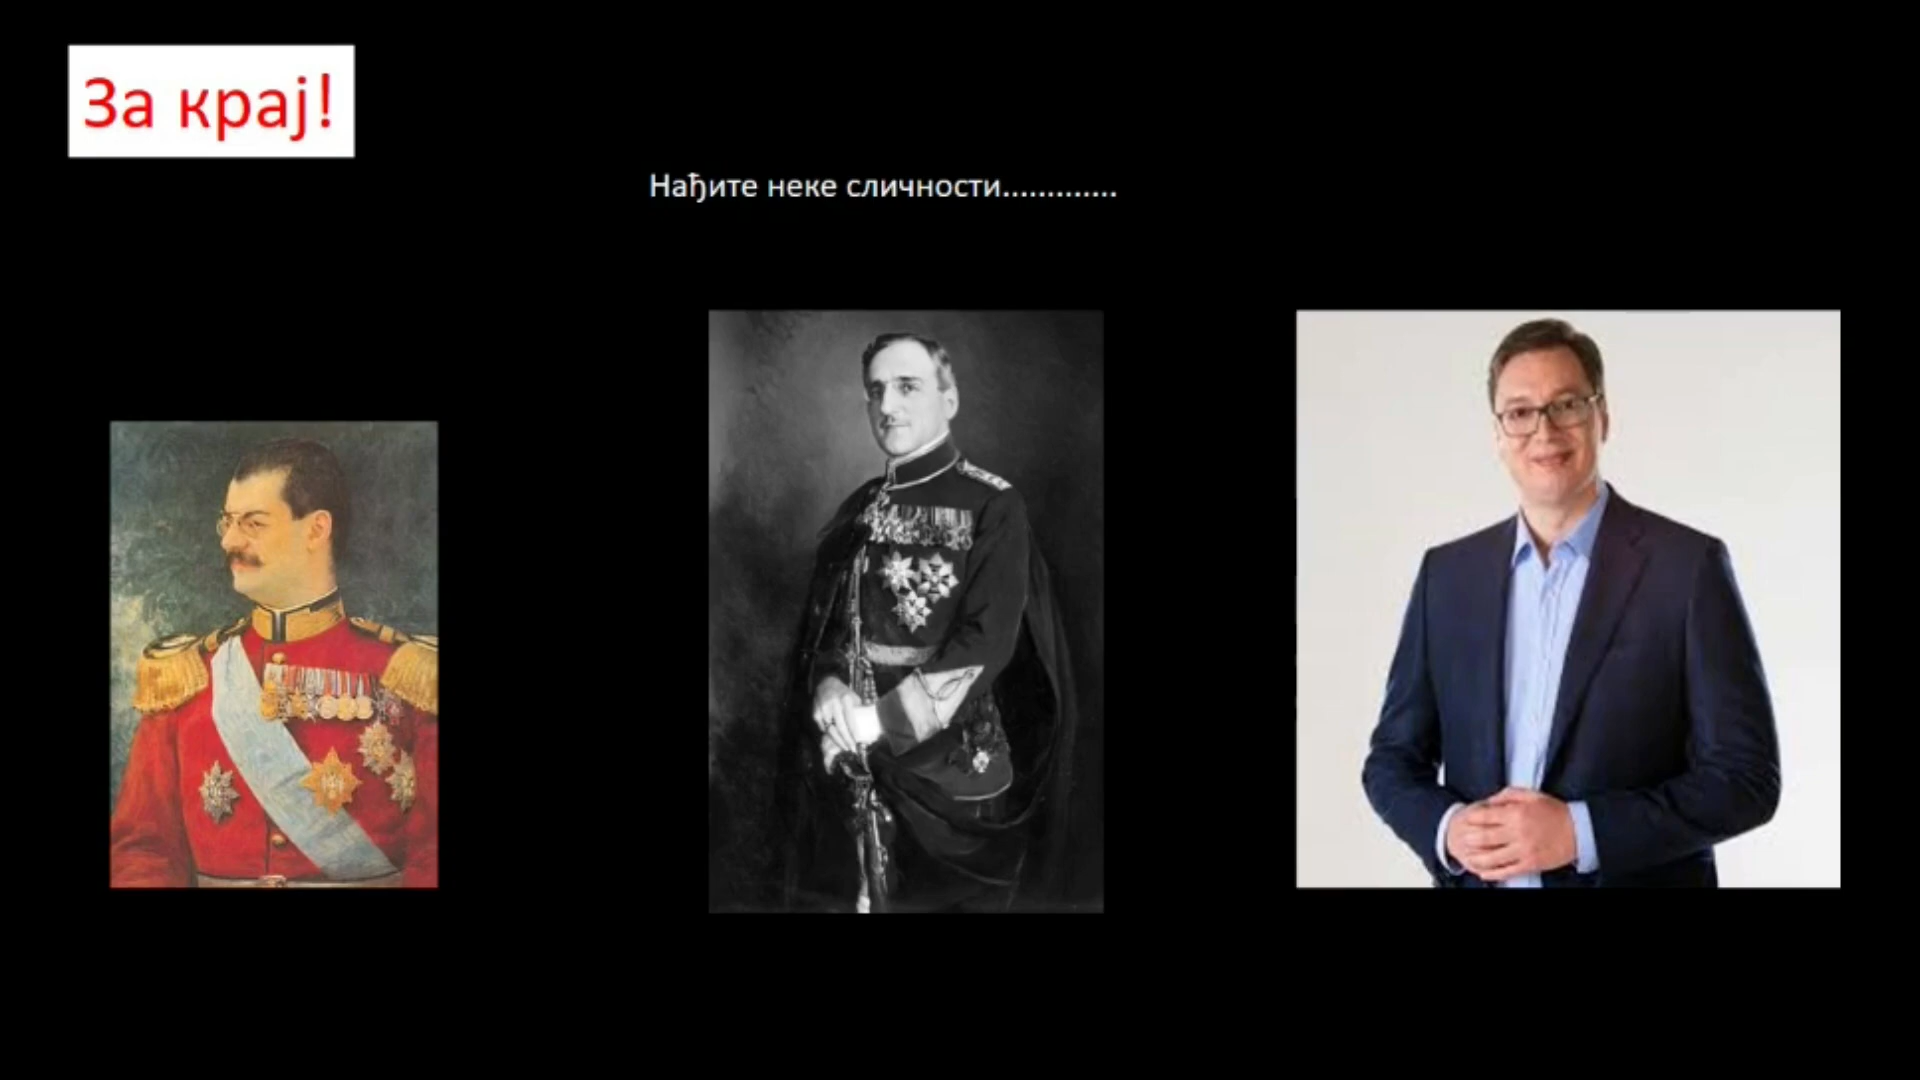 За крај!
Нађите неке сличности.............